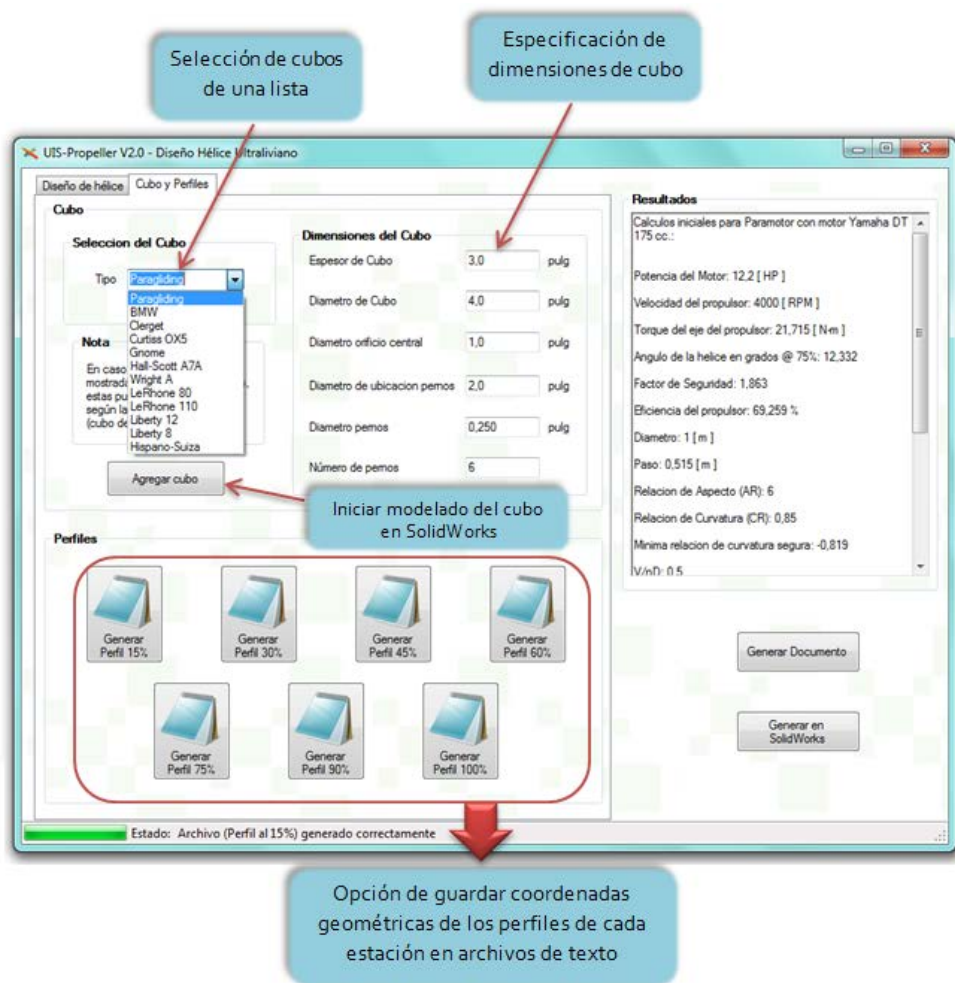 Selección de cubos
de una lista
Especificación de
dimensiones de cubo
UIS-Propeller V2.0 - Diseño Hélice Ultraliviano
Diseño de hélice
Cubo y Perfiles
Cubo
Seleccion del Cubo
Tipo
Paragliding
Paragliding
BMW
Clerget
Curtiss OX5
Gnome
Hall-Scott A7A
Wright A
LeRhone 80
LeRhone 110
Liberty 12
Liberty 8
Hispano-Suiza
Nota
En caso
mostrada
estas pu
según la
(cubo de
Agregar cubo
Dimensiones del Cubo
Espesor de Cubo 3,0 pulg
Diametro de Cubo 4,0 pulg
Diametro orificio central 1,0 pulg
Diametro de ubicacion pernos 2,0 pulg
Diametro pernos 0,250 pulg
Número de pernos 6
Iniciar modelado del cubo
en SolidWorks
Perfiles
Generar
Perfil 15%
Generar
Perfil 30%
Generar
Perfil 45%
Generar
Perfil 60%
Generar
Perfil 75%
Generar
Perfil 90%
Generar
Perfil 100%
Resultados
Calculos iniciales para Paramotor con motor Yamaha DT
175 cc.:
Potencia del Motor: 12,2 [ HP ]
Velocidad del propulsor: 4000 [ RPM ]
Torque del eje del propulsor: 21,715 [ N·m ]
Angulo de la helice en grados @ 75%: 12,332
Factor de Seguridad: 1,863
Eficiencia del propulsor: 69,259 %
Diametro: 1 [ m ]
Paso: 0,515 [ m ]
Relacion de Aspecto (AR): 6
Relacion de Curvatura (CR): 0,85
Minima relacion de curvatura segura: -0,819
V/nD: 0.5
Generar Documento
Generar en
SolidWorks
Estado: Archivo (Perfil al 15%) generado correctamente
Opción de guardar coordenadas
geométricas de los perfiles de cada
estación en archivos de texto